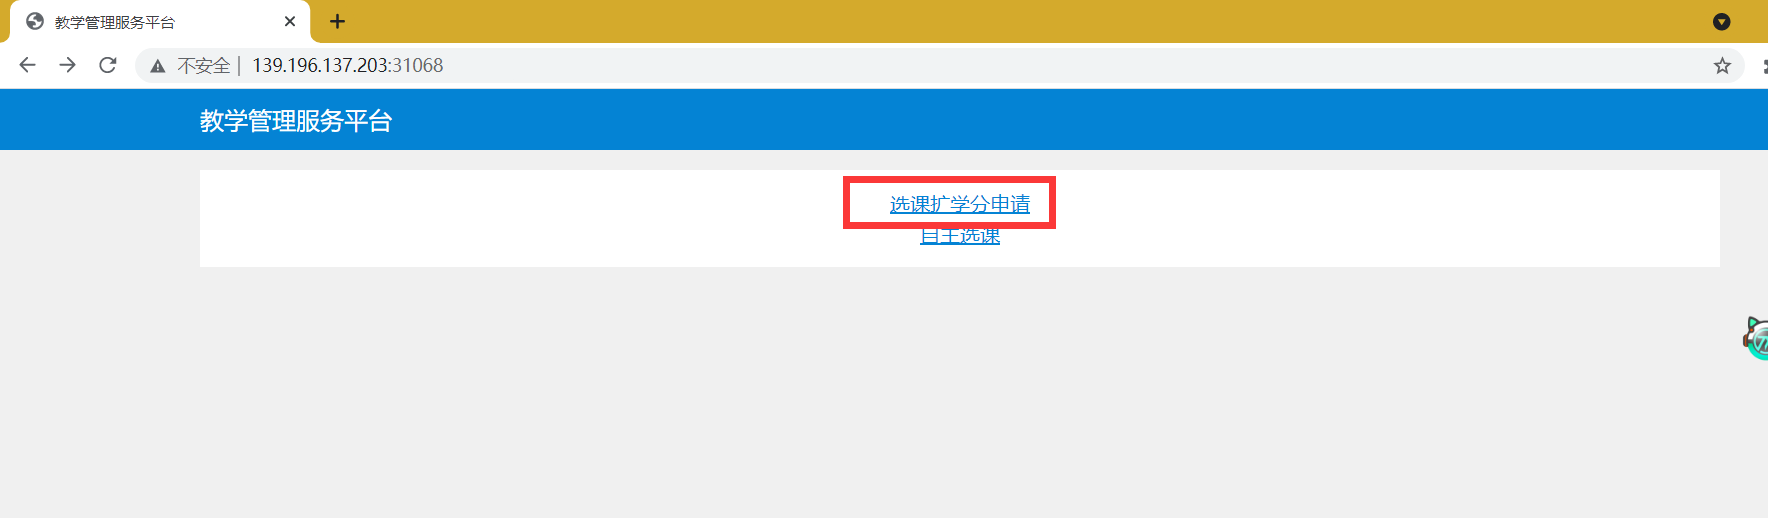 教学管理服务平台
不安全 | 139.196.137.203:31068
教学管理服务平台
选课扩学分申请
自主选课